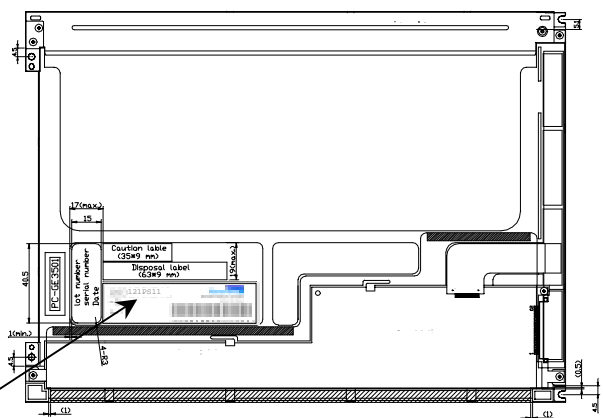 5.1
4.5
17(max.)
15
Caution lable
(35*9 mm)
Disposal label
(63*9 mm)
19(max.)
40.5
PC-GE3501
lot number
serial number
Date
121PS11
1(min.)
4-R3
4.5
(0.5)
(1)
(1)
4.5